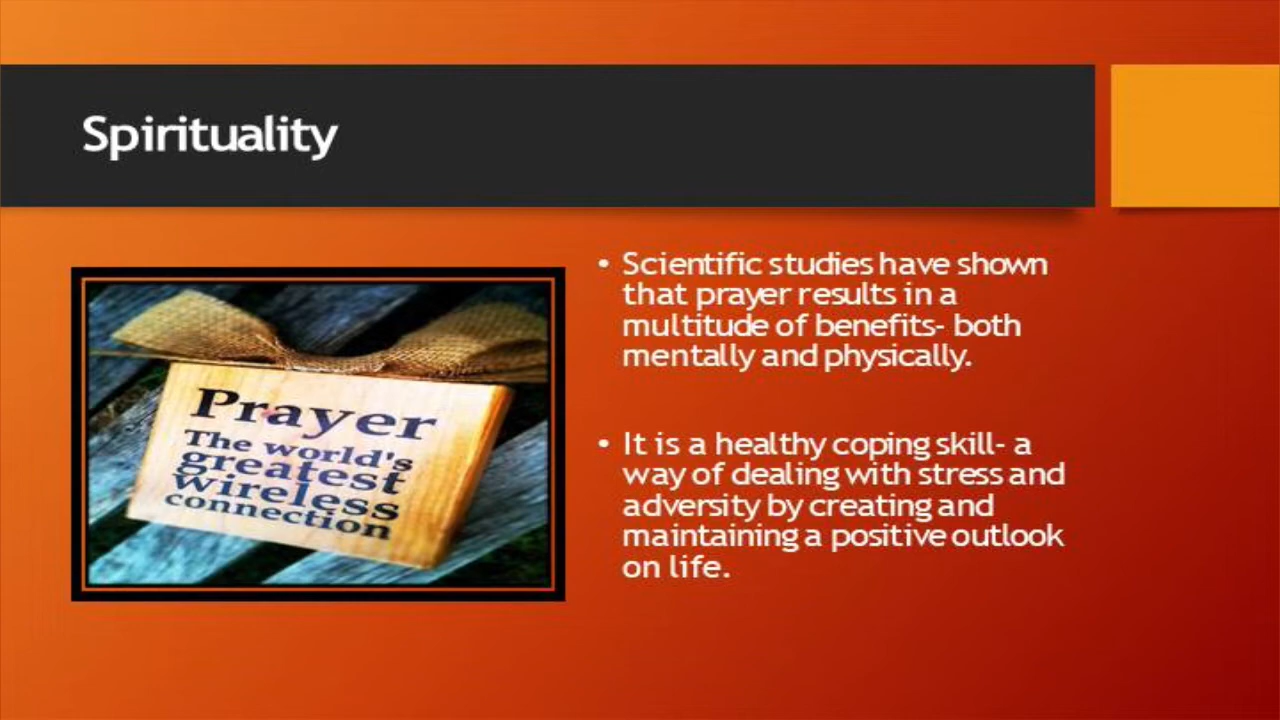 Spirituality
Prayer
The world's
greatest
wireless
connection
• Scientific studies have shown
that prayer results in a
multitude of benefits- both
mentally and physically.
• It is a healthy coping skill- a
way of dealing with stress and
adversity by creating and
maintaining a positive outlook
on life.